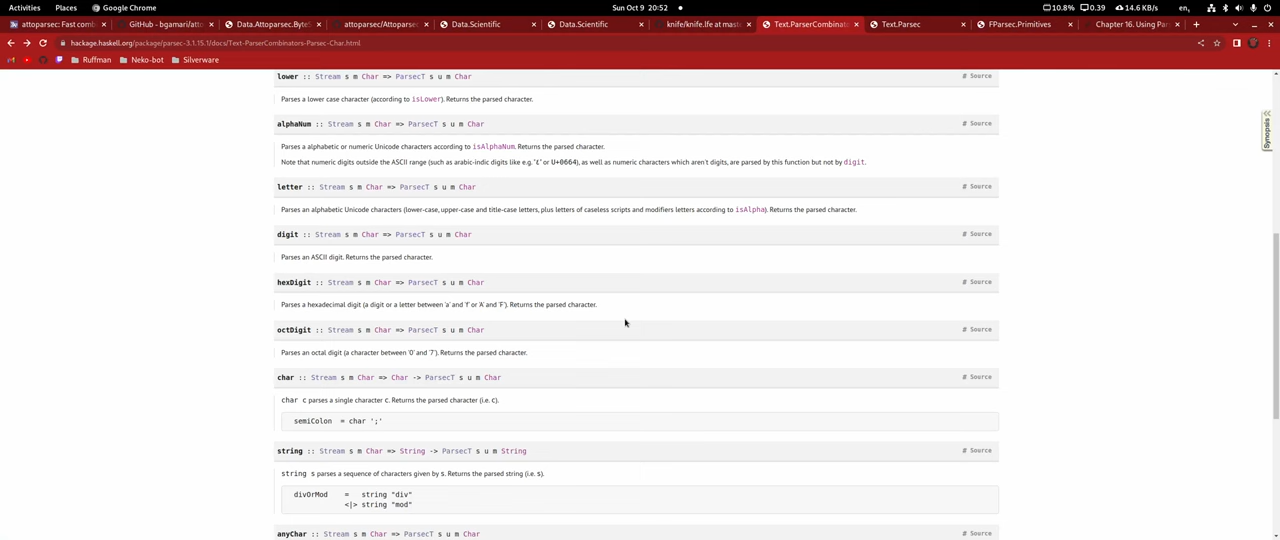 Activities Places Google Chrome Sun Oct 9 20:52 10.8% 0.39 14.6 KB/s en₁
attoparsec: Fast comb GitHub - bgamari/atto Data.Attoparsec.ByteS attoparsec/Attoparsec Data.Scientific Data.Scientific knife/knife.lfe at mast Text.ParserCombinator Text.Parsec FParsec.Primitives Chapter 16. Using Par
hackage.haskell.org/package/parsec-3.1.15.1/docs/Text-ParserCombinators-Parsec-Char.html
Ruffman Neko-bot Silverware
lower :: Stream s m Char => ParsecT s u m Char # Source
Parses a lower case character (according to isLower). Returns the parsed character.
Synopsis
alphaNum :: Stream s m Char => ParsecT s u m Char # Source
Parses a alphabetic or numeric Unicode characters according to isAlphaNum. Returns the parsed character.
Note that numeric digits outside the ASCII range (such as arabic-indic digits like e.g. "٤" or U+0664), as well as numeric characters which aren't digits, are parsed by this function but not by digit.
letter :: Stream s m Char => ParsecT s u m Char # Source
Parses an alphabetic Unicode characters (lower-case, upper-case and title-case letters, plus letters of caseless scripts and modifiers letters according to isAlpha). Returns the parsed character.
digit :: Stream s m Char => ParsecT s u m Char # Source
Parses an ASCII digit. Returns the parsed character.
hexDigit :: Stream s m Char => ParsecT s u m Char # Source
Parses a hexadecimal digit (a digit or a letter between 'a' and 'f' or 'A' and 'F'). Returns the parsed character.
octDigit :: Stream s m Char => ParsecT s u m Char # Source
Parses an octal digit (a character between '0' and '7'). Returns the parsed character.
char :: Stream s m Char => Char -> ParsecT s u m Char # Source
char c parses a single character c. Returns the parsed character (i.e. c).
semiColon = char ';'
string :: Stream s m Char => String -> ParsecT s u m String # Source
string s parses a sequence of characters given by s. Returns the parsed string (i.e. s).
divOrMod = string "div"
<|> string "mod"
anyChar :: Stream s m Char => ParsecT s u m Char # Source